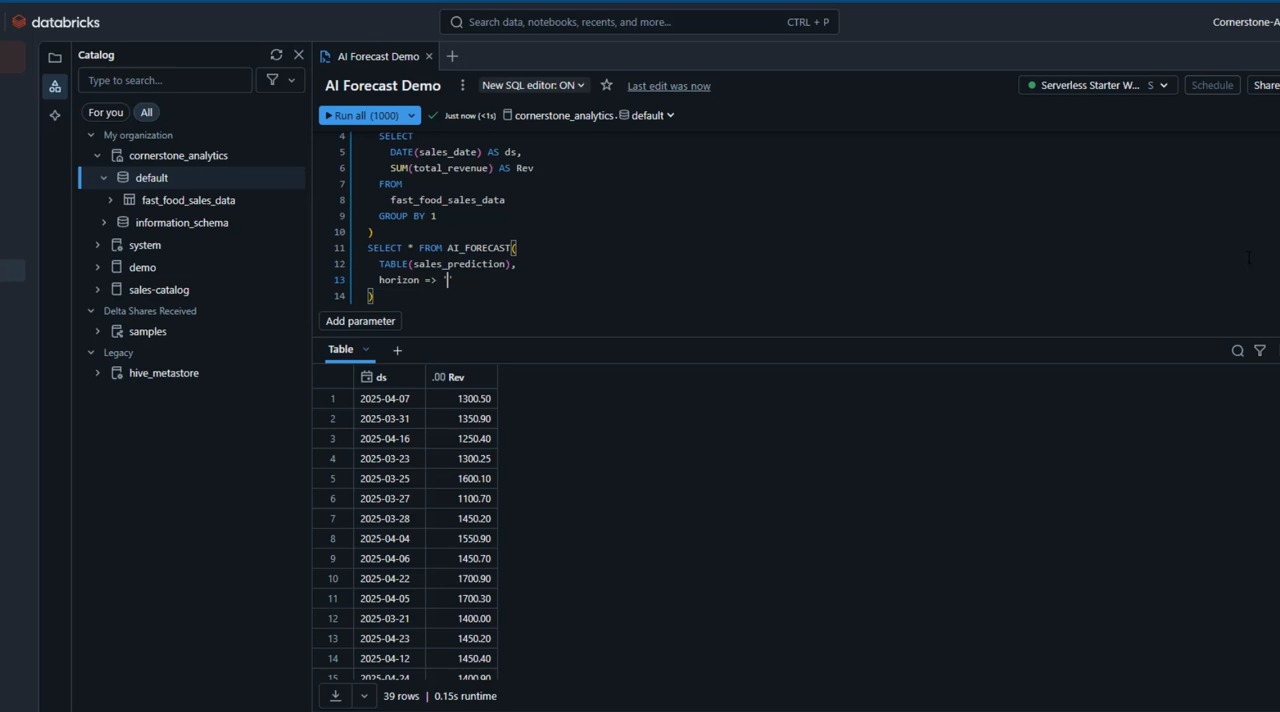 databricks
Search data, notebooks, recents, and more...
CTRL + P
Cornerstone-A
Catalog
Type to search...
For you
All
My organization
cornerstone_analytics
default
fast_food_sales_data
information_schema
system
demo
sales-catalog
Delta Shares Received
samples
Legacy
hive_metastore
AI Forecast Demo
AI Forecast Demo
New SQL editor: ON
Last edit was now
Serverless Starter W... S
Schedule
Share
Run all (1000)
Just now (<1s)
cornerstone_analytics. default
4 SELECT
5 DATE(sales_date) AS ds,
6 SUM(total_revenue) AS Rev
7 FROM
8 fast_food_sales_data
9 GROUP BY 1
10 )
11 SELECT * FROM AI_FORECAST(
12 TABLE(sales_prediction),
13 horizon => ''
14 )
Add parameter
Table
ds .00 Rev
1 2025-04-07 1300.50
2 2025-03-31 1350.90
3 2025-04-16 1250.40
4 2025-03-23 1300.25
5 2025-03-25 1600.10
6 2025-03-27 1100.70
7 2025-03-28 1450.20
8 2025-04-04 1550.90
9 2025-04-06 1450.70
10 2025-04-22 1700.90
11 2025-04-05 1700.30
12 2025-03-21 1400.00
13 2025-04-23 1450.20
14 2025-04-12 1450.40
15 2025-04-24 1400.90
39 rows | 0.15s runtime